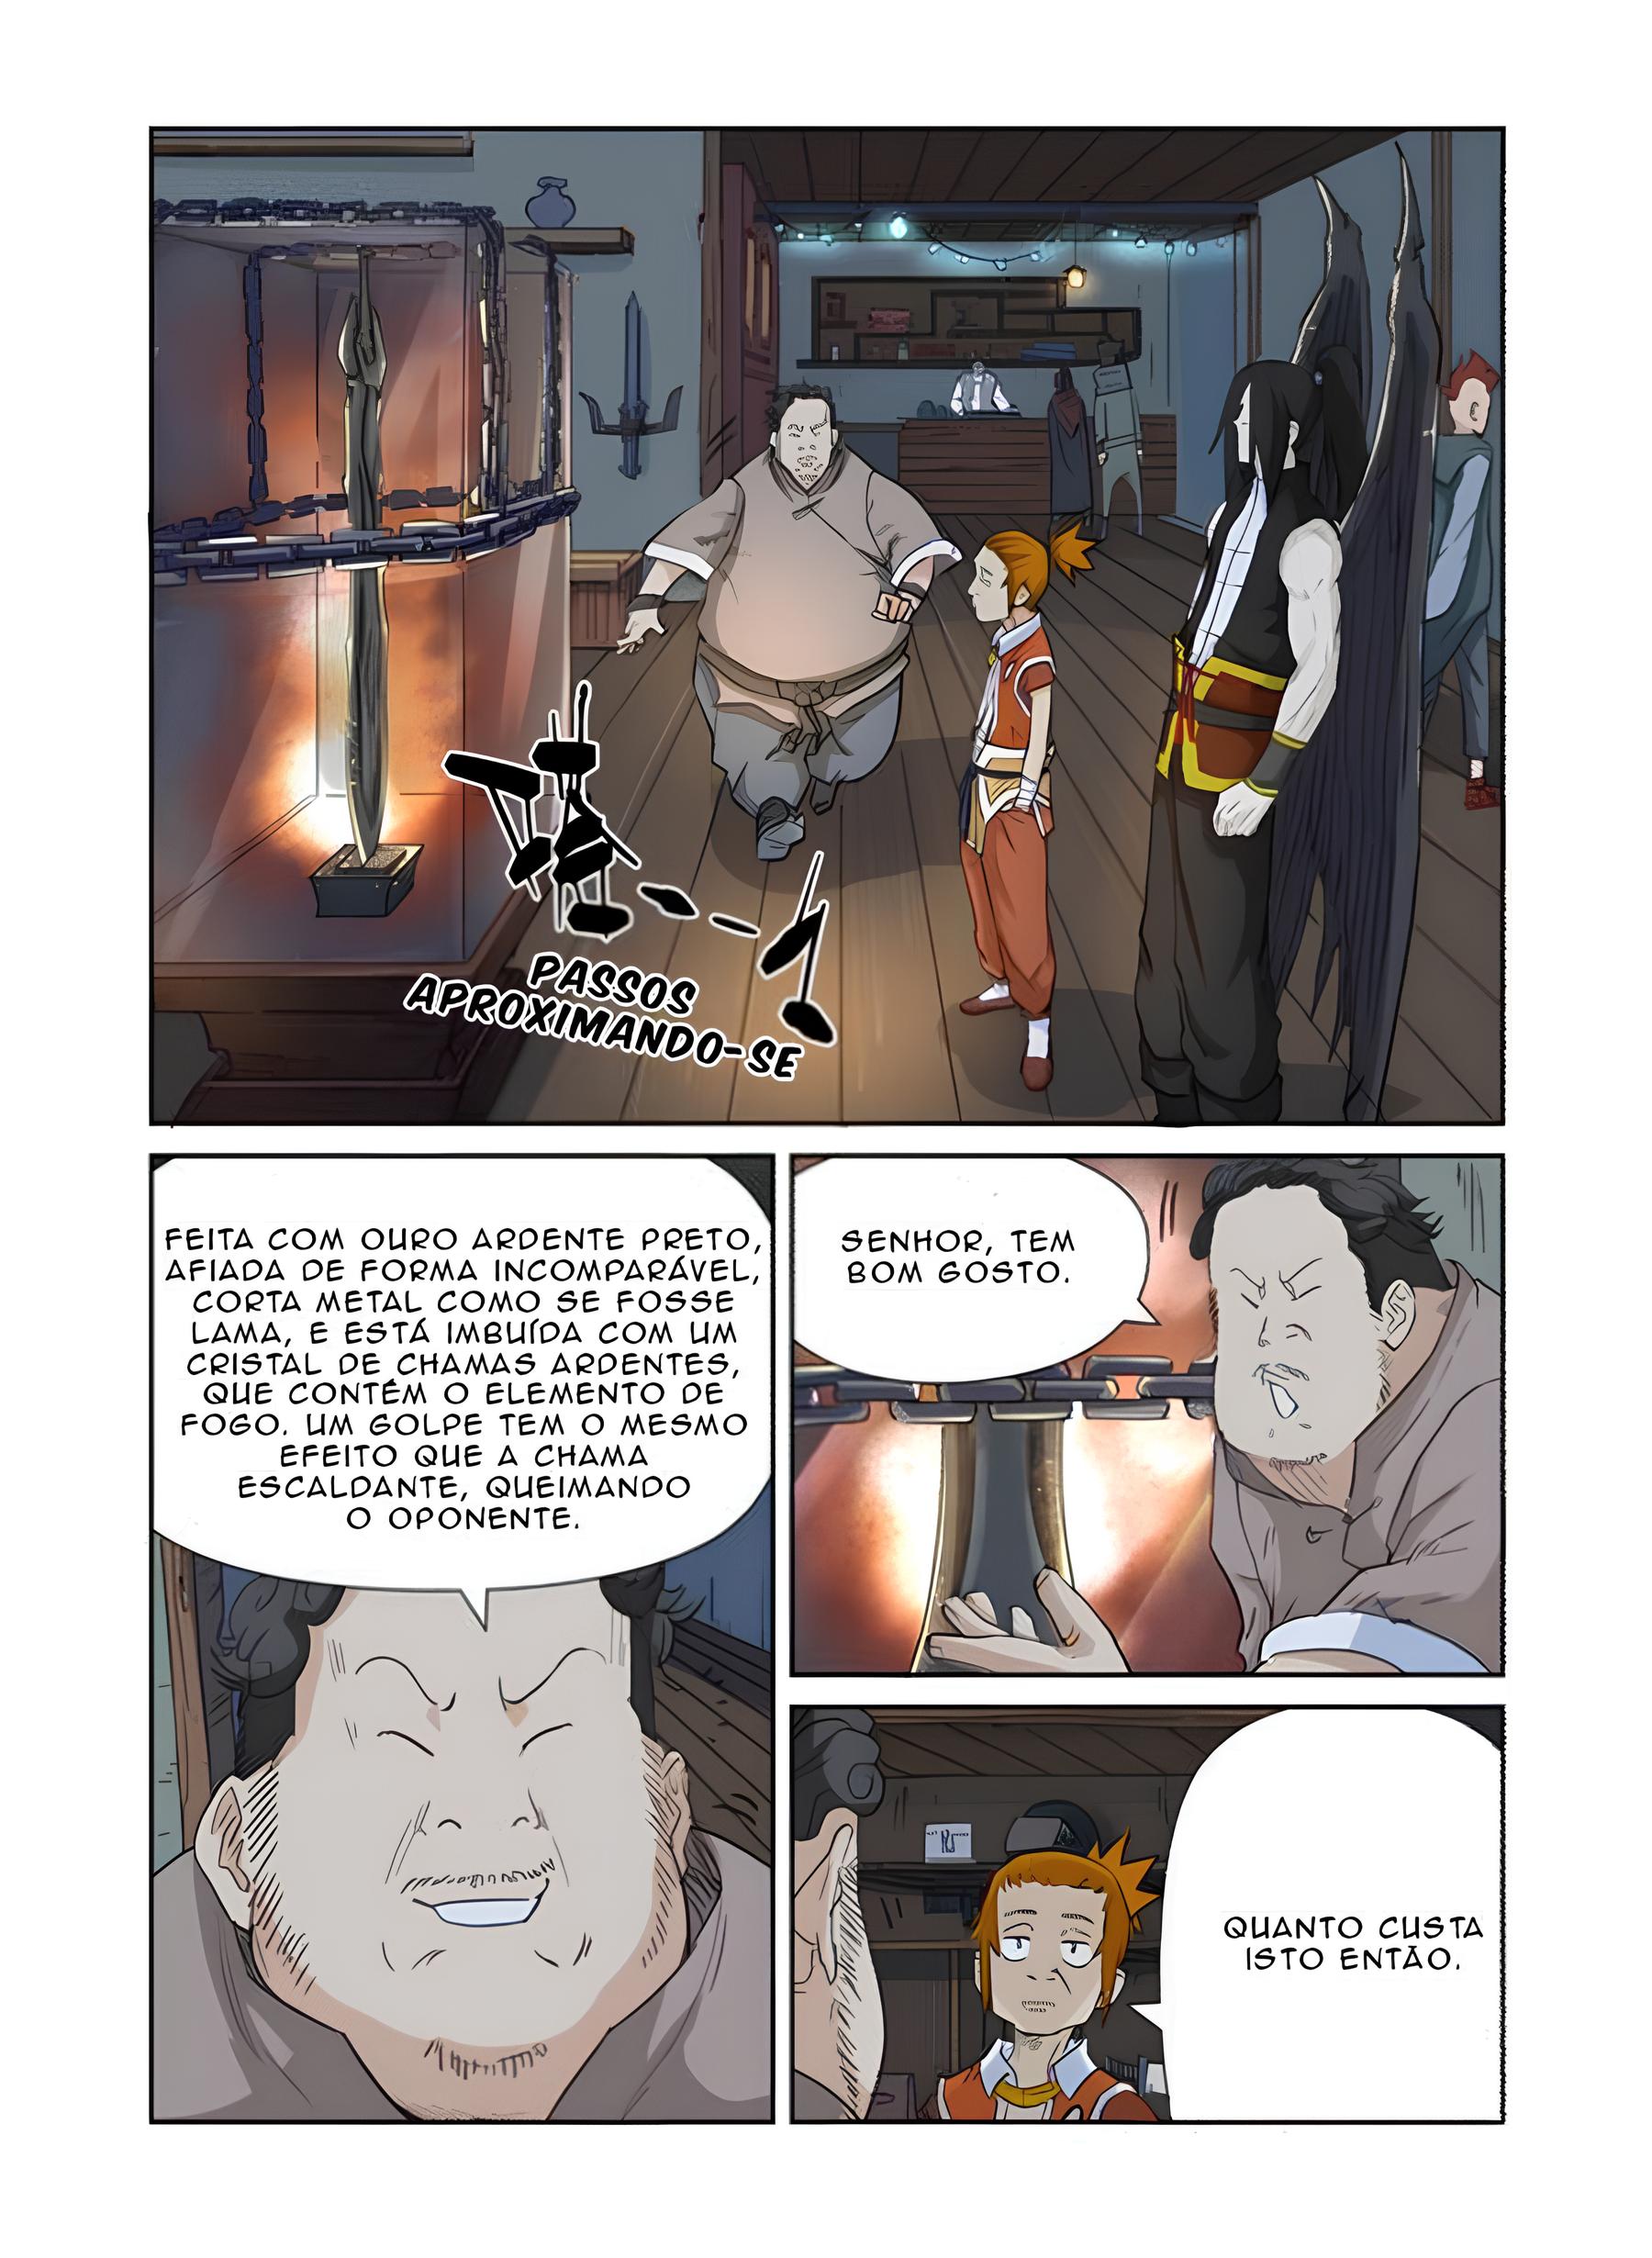 PASSOS
APROXIMANDO-SE
FEITA COM OURO ARDENTE PRETO,
AFIADA DE FORMA INCOMPARÁVEL,
CORTA METAL COMO SE FOSSE
LAMA, E ESTÁ IMBUÍDA COM UM
CRISTAL DE CHAMAS ARDENTES,
QUE CONTÉM O ELEMENTO DE
FOGO. UM GOLPE TEM O MESMO
EFEITO QUE A CHAMA
ESCALDANTE, QUEIMANDO
O OPONENTE.
SENHOR, TEM
BOM GOSTO.
QUANTO CUSTA
ISTO ENTÃO.